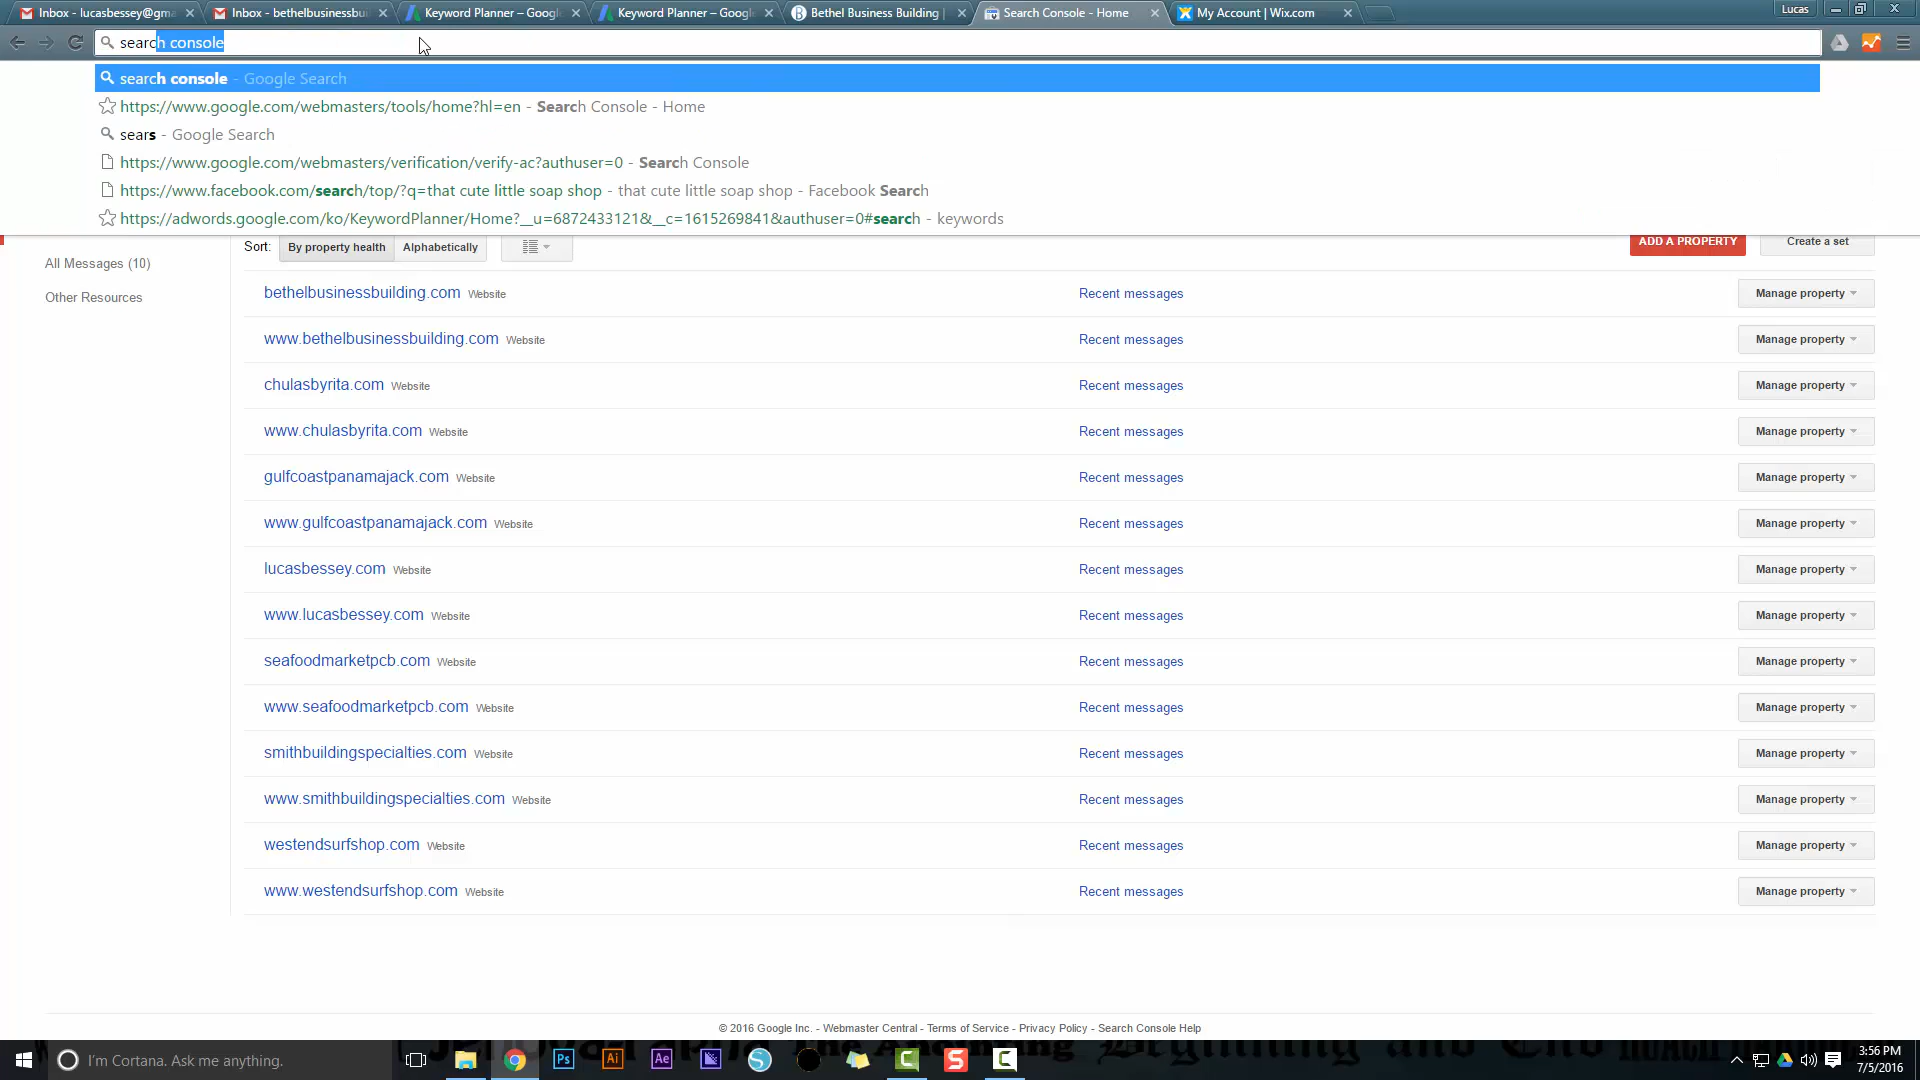 Inbox - lucasbessey@gma
Inbox - bethelbusinessbu
Keyword Planner – Googl
Keyword Planner – Googl
Bethel Business Building |
Search Console - Home
My Account | Wix.com
Lucas
search console
search console - Google Search
https://www.google.com/webmasters/tools/home?hl=en - Search Console - Home
sears - Google Search
https://www.google.com/webmasters/verification/verify-ac?authuser=0 - Search Console
https://www.facebook.com/search/top/?q=that cute little soap shop - that cute little soap shop - Facebook Search
https://adwords.google.com/ko/KeywordPlanner/Home?__u=6872433121&__c=1615269841&authuser=0#search - keywords
Sort: By property health Alphabetically
ADD A PROPERTY Create a set
All Messages (10)
Other Resources
bethelbusinessbuilding.com Website Recent messages Manage property
www.bethelbusinessbuilding.com Website Recent messages Manage property
chulasbyrita.com Website Recent messages Manage property
www.chulasbyrita.com Website Recent messages Manage property
gulfcoastpanamajack.com Website Recent messages Manage property
www.gulfcoastpanamajack.com Website Recent messages Manage property
lucasbessey.com Website Recent messages Manage property
www.lucasbessey.com Website Recent messages Manage property
seafoodmarketpcb.com Website Recent messages Manage property
www.seafoodmarketpcb.com Website Recent messages Manage property
smithbuildingspecialties.com Website Recent messages Manage property
www.smithbuildingspecialties.com Website Recent messages Manage property
westendsurfshop.com Website Recent messages Manage property
www.westendsurfshop.com Website Recent messages Manage property
© 2016 Google Inc. - Webmaster Central - Terms of Service - Privacy Policy - Search Console Help
I'm Cortana. Ask me anything.
Ps
Ai
Ae
3:56 PM
7/5/2016